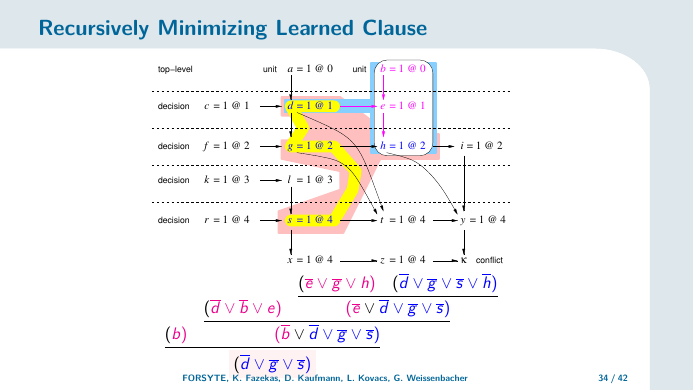 Recursively Minimizing Learned Clause
top−level unit a = 1 @ 0 unit b = 1 @ 0
decision c = 1 @ 1 d = 1 @ 1 e = 1 @ 1
decision f = 1 @ 2 g = 1 @ 2 h = 1 @ 2 i = 1 @ 2
decision k = 1 @ 3 l = 1 @ 3
decision r = 1 @ 4 s = 1 @ 4 t = 1 @ 4 y = 1 @ 4
x = 1 @ 4 z = 1 @ 4 κ conflict
(e̅ ∨ g̅ ∨ h) (d̅ ∨ g̅ ∨ s̅ ∨ h̅)
(d̅ ∨ b̅ ∨ e) (e̅ ∨ d̅ ∨ g̅ ∨ s̅)
(b) (b̅ ∨ d̅ ∨ g̅ ∨ s̅)
(d̅ ∨ g̅ ∨ s̅)
FORSYTE, K. Fazekas, D. Kaufmann, L. Kovacs, G. Weissenbacher 34 / 42